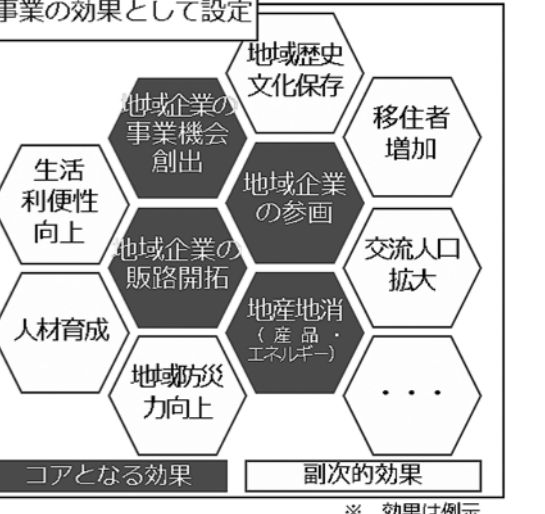 事業の効果として設定
地域歴史
文化保存
地域企業の
事業機会
創出
移住者
増加
生活
利便性
向上
地域企業
の参画
地域企業の
販路開拓
交流人口
拡大
人材育成
地産地消
(産品・
エネルギー)
地域防災
力向上
・・・
コアとなる効果
副次的効果
※ 効果は例示